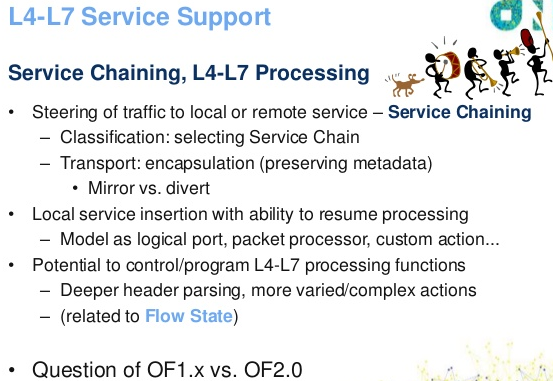 L4-L7 Service Support
Service Chaining, L4-L7 Processing
• Steering of traffic to local or remote service – Service Chaining
– Classification: selecting Service Chain
– Transport: encapsulation (preserving metadata)
• Mirror vs. divert
• Local service insertion with ability to resume processing
– Model as logical port, packet processor, custom action...
• Potential to control/program L4-L7 processing functions
– Deeper header parsing, more varied/complex actions
– (related to Flow State)
• Question of OF1.x vs. OF2.0